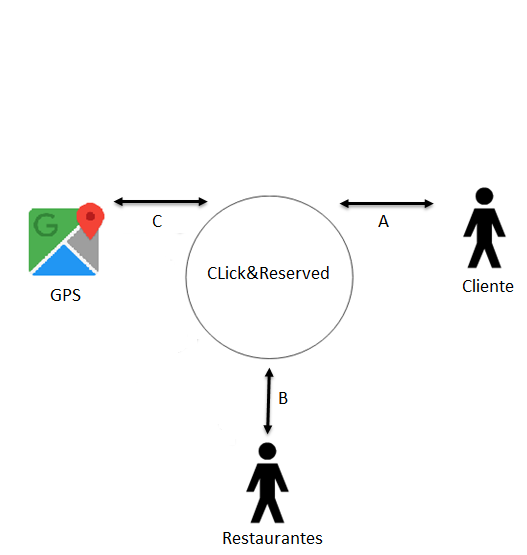 C
A
G
CLick&Reserved
GPS
Cliente
B
Restaurantes